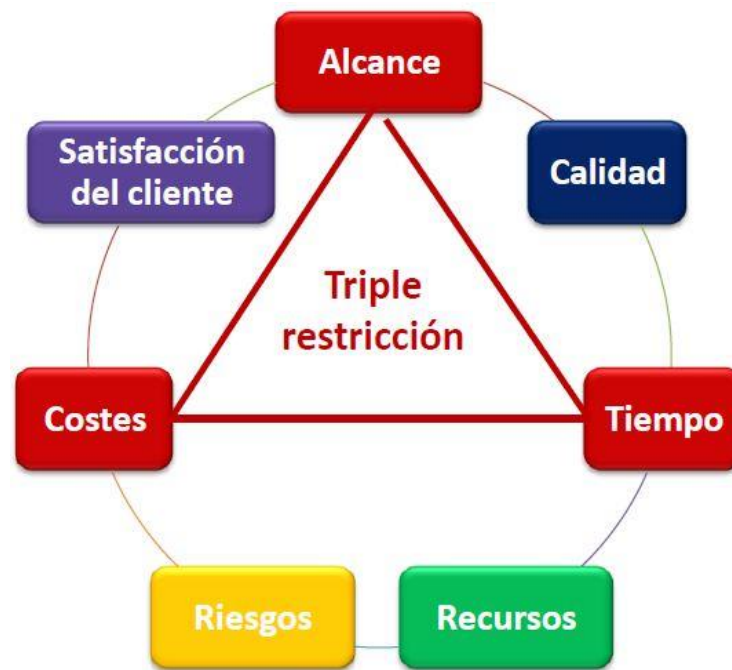 Alcance
Satisfacción
del cliente
Calidad
Triple
restricción
Costes
Tiempo
Riesgos
Recursos